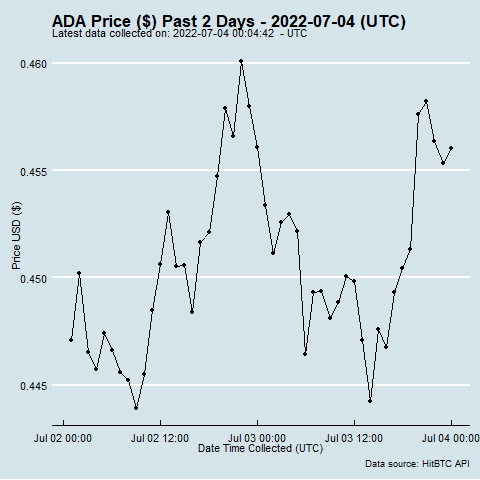 ADA Price ($) Past 2 Days - 2022-07-04 (UTC)
Latest data collected on: 2022-07-04 00:04:42 - UTC
0.460
0.455
0.450
0.445
Price USD ($)
Jul 02 00:00 Jul 02 12:00 Jul 03 00:00 Jul 03 12:00 Jul 04 00:00
Date Time Collected (UTC)
Data source: HitBTC API